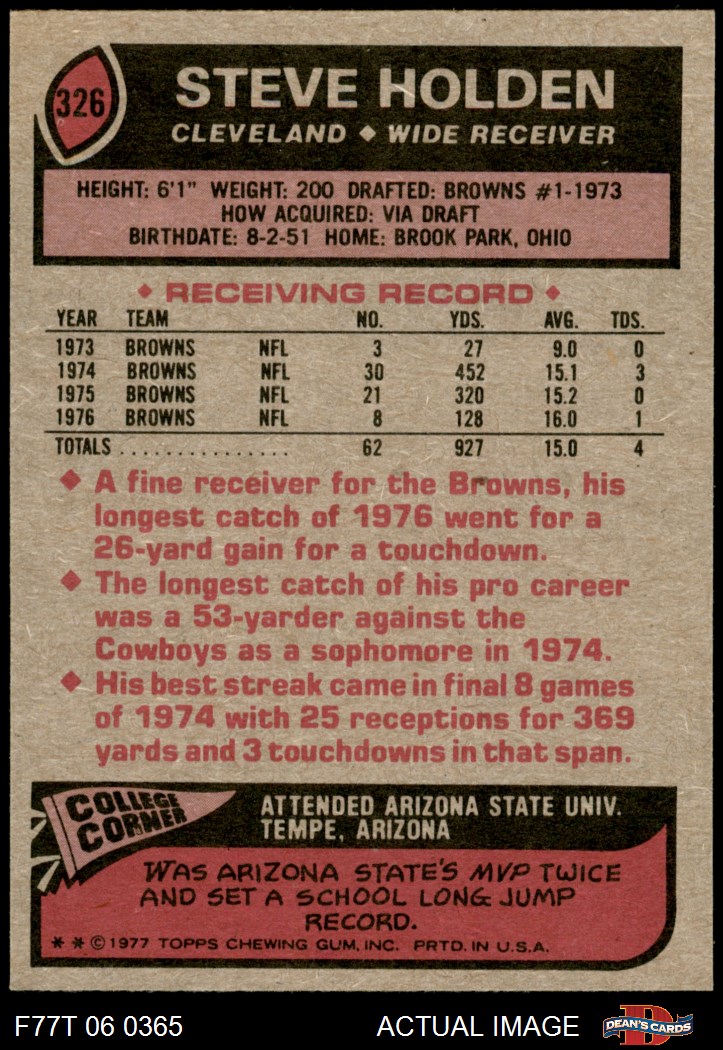 326
STEVE HOLDEN
CLEVELAND ◆ WIDE RECEIVER
HEIGHT: 6'1" WEIGHT: 200 DRAFTED: BROWNS #1-1973
HOW ACQUIRED: VIA DRAFT
BIRTHDATE: 8-2-51 HOME: BROOK PARK, OHIO
◆ RECEIVING RECORD ◆
YEAR TEAM NO. YDS. AVG. TDS.
1973 BROWNS NFL 3 27 9.0 0
1974 BROWNS NFL 30 452 15.1 3
1975 BROWNS NFL 21 320 15.2 0
1976 BROWNS NFL 8 128 16.0 1
TOTALS ............... 62 927 15.0 4
◆ A fine receiver for the Browns, his
longest catch of 1976 went for a
26-yard gain for a touchdown.
◆ The longest catch of his pro career
was a 53-yarder against the
Cowboys as a sophomore in 1974.
◆ His best streak came in final 8 games
of 1974 with 25 receptions for 369
yards and 3 touchdowns in that span.
COLLEGE
CORNER
ATTENDED ARIZONA STATE UNIV.
TEMPE, ARIZONA
WAS ARIZONA STATE'S MVP TWICE
AND SET A SCHOOL LONG JUMP
RECORD.
* * © 1977 TOPPS CHEWING GUM, INC. PRTD. IN U.S.A.
F77T 06 0365 ACTUAL IMAGE
D
DEAN'S CARDS